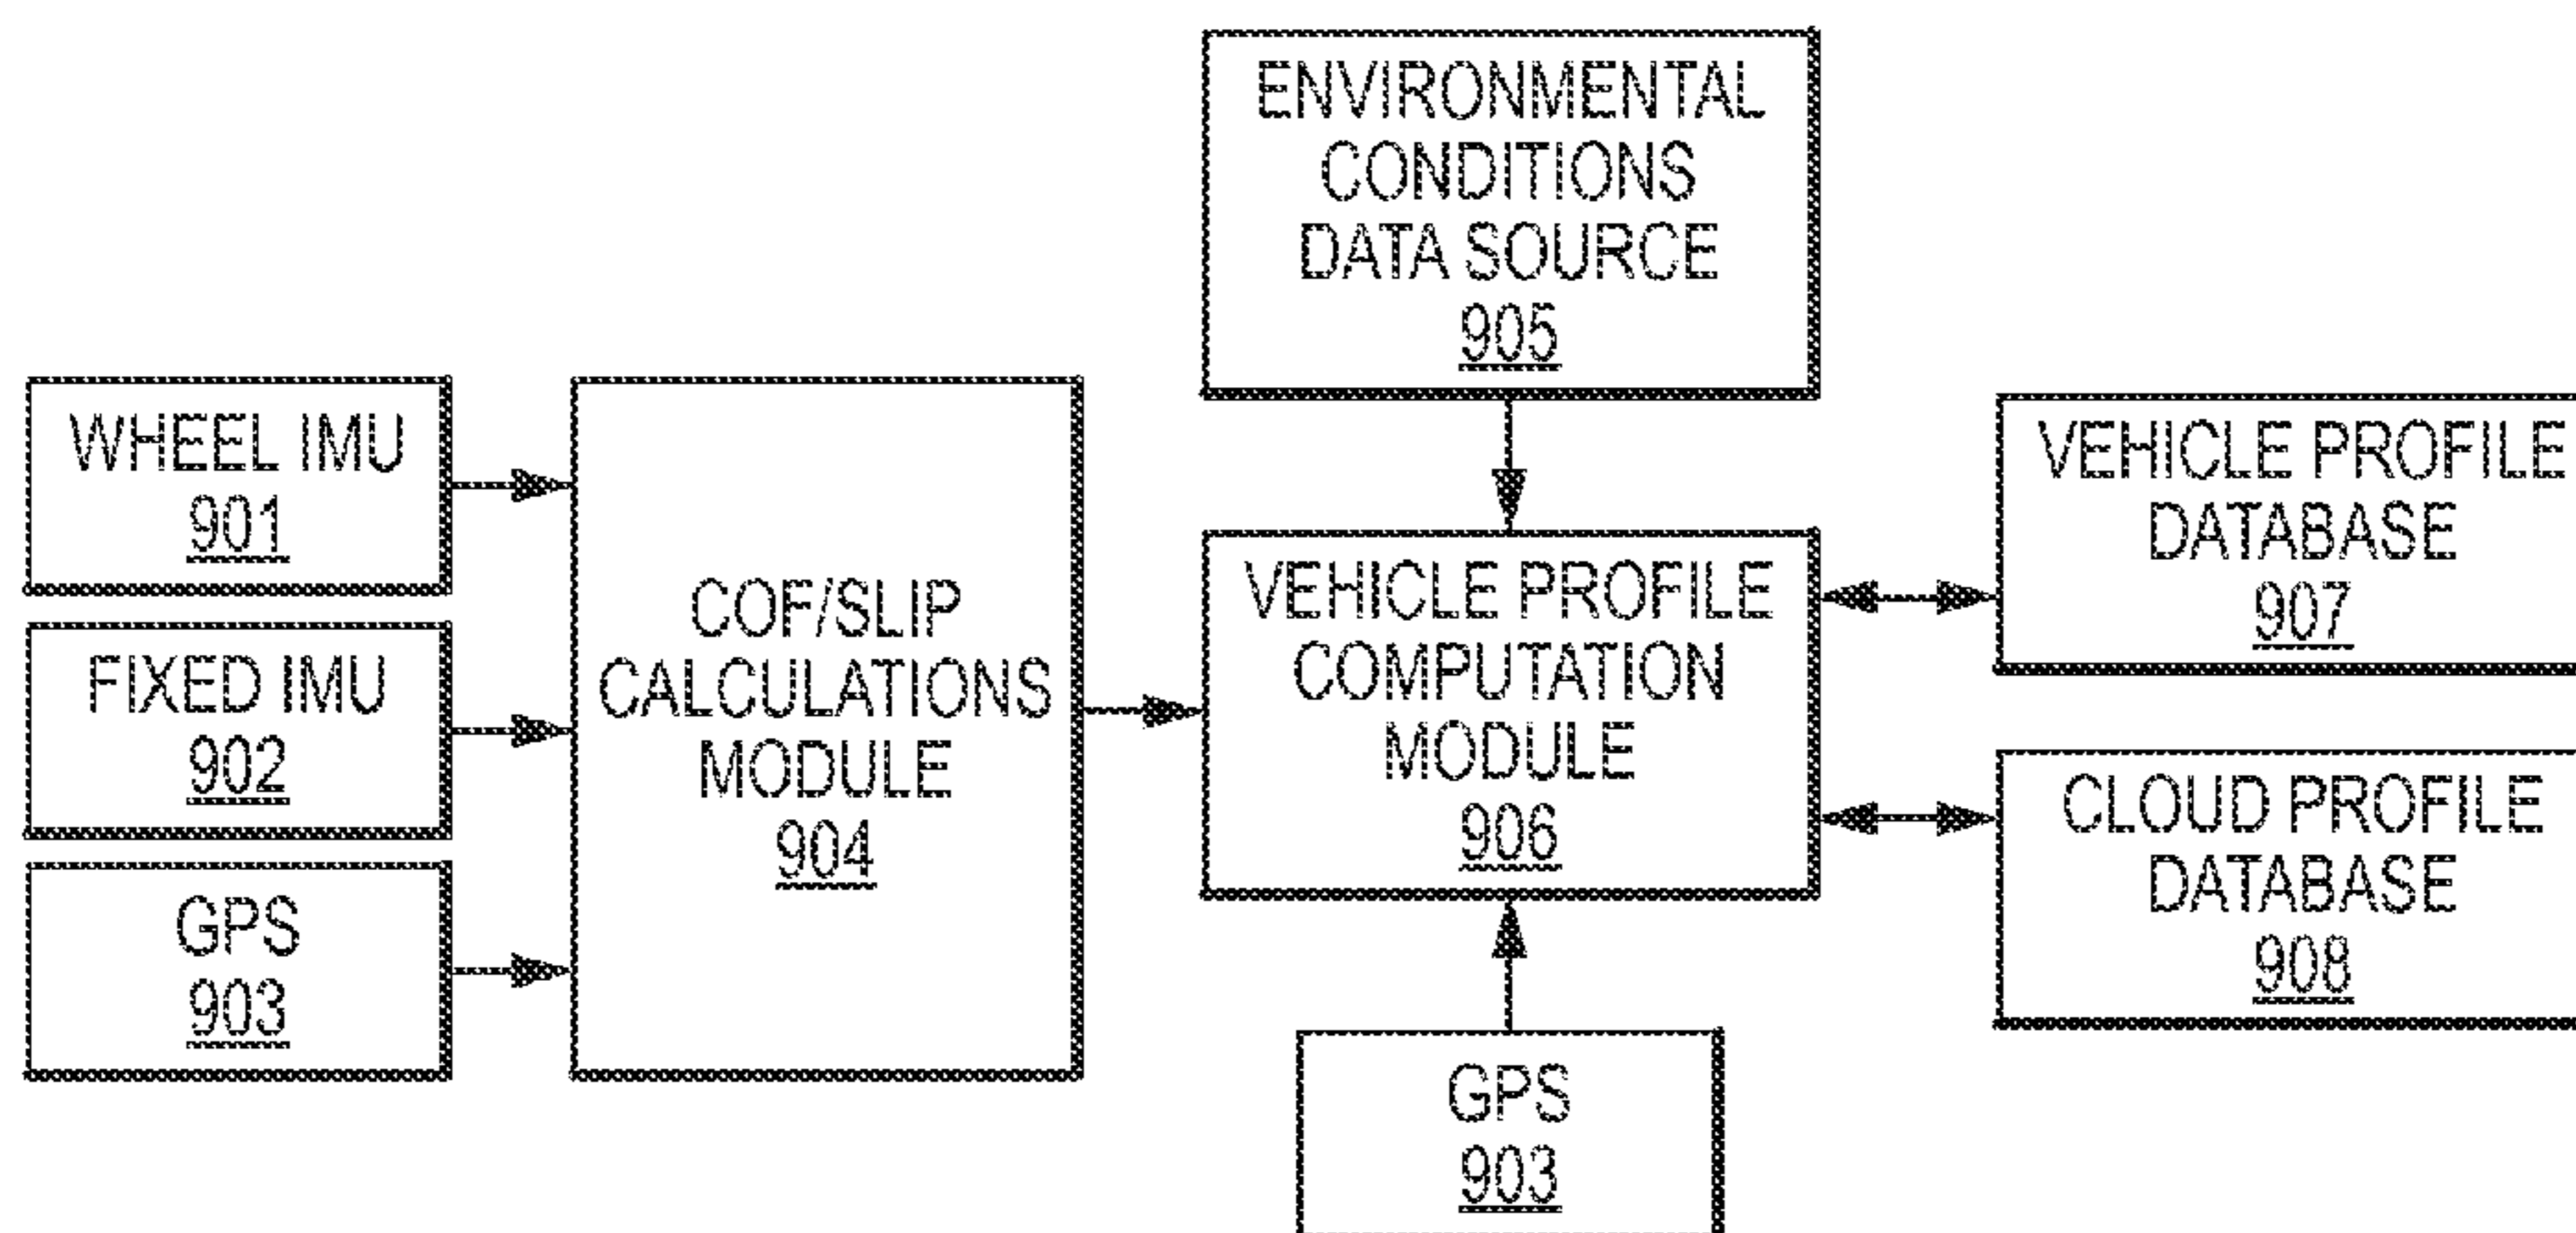 ENVIRONMENTAL
CONDITIONS
DATA SOURCE
905
WHEEL IMU
901
FIXED IMU
902
GPS
903
COF/SLIP
CALCULATIONS
MODULE
904
VEHICLE PROFILE
COMPUTATION
MODULE
906
GPS
903
VEHICLE PROFILE
DATABASE
907
CLOUD PROFILE
DATABASE
908